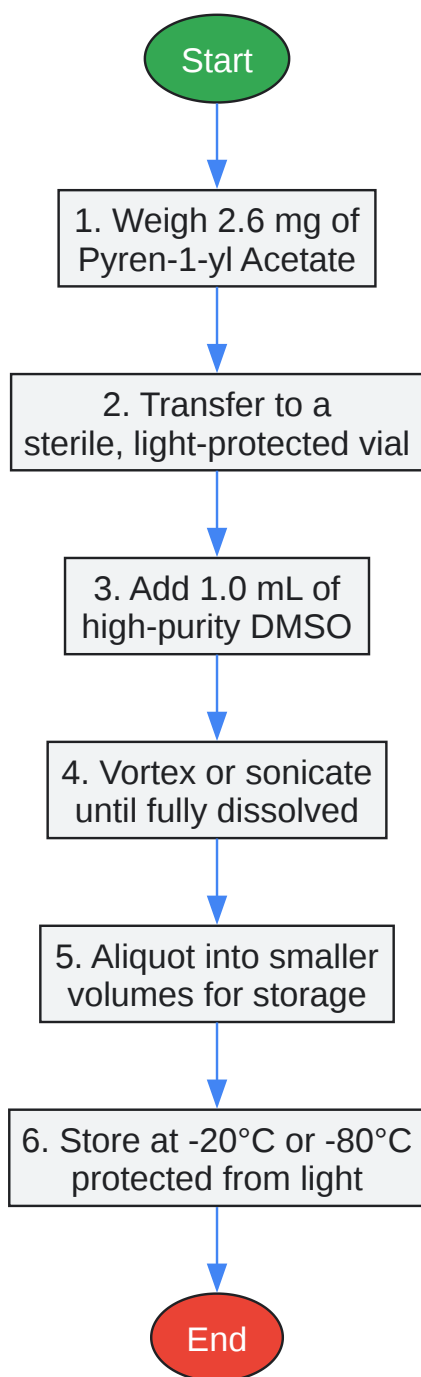 Start
1. Weigh 2.6 mg of
Pyren-1-yl Acetate
2. Transfer to a
sterile, light-protected vial
3. Add 1.0 mL of
high-purity DMSO
4. Vortex or sonicate
until fully dissolved
5. Aliquot into smaller
volumes for storage
6. Store at -20°C or -80°C
protected from light
End